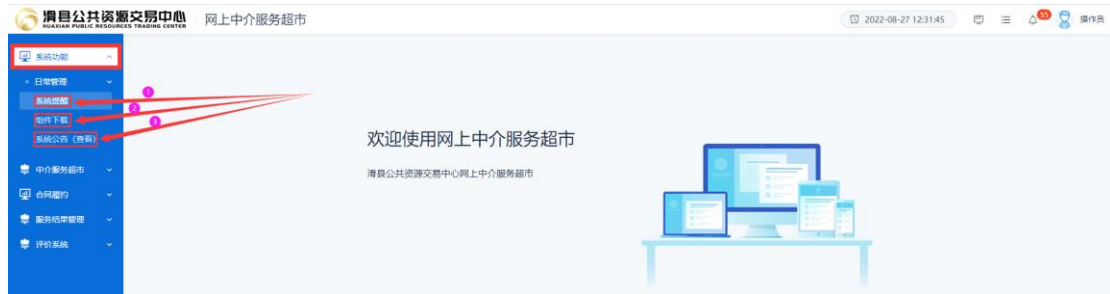 滑县公共资源交易中心 网上中介服务超市 2022-08-27 12:31:45 55 操作员
HUAXIAN PUBLIC RESOURCES TRADING CENTER
系统功能
日常管理
系统提醒 1
组件下载 2
系统公告（查看） 3
中介服务超市
合同履约
服务结果管理
评价系统
欢迎使用网上中介服务超市
滑县公共资源交易中心网上中介服务超市